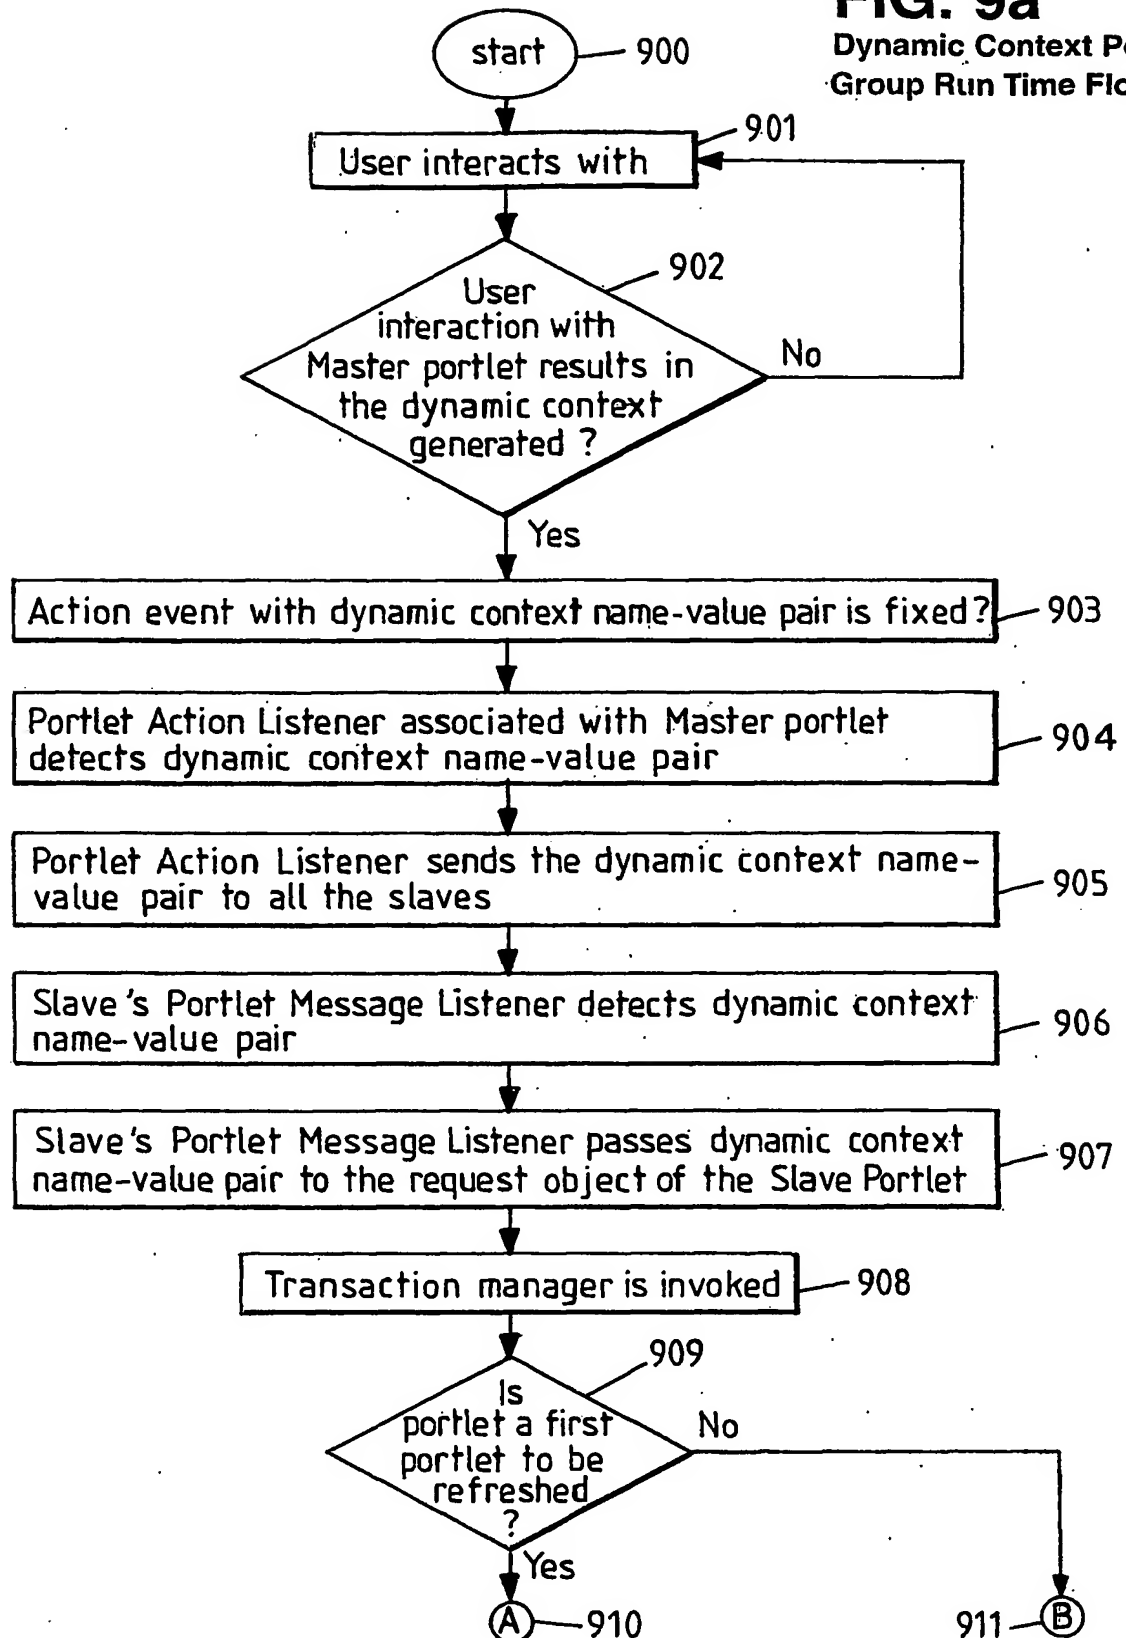 FIG. 9a
Dynamic Context
Group Run Time
start
900
901
User interacts with
902
User
interaction with
Master portlet results in
the dynamic context
generated ?
No
Yes
Action event with dynamic context name-value pair is fixed?
903
Portlet Action Listener associated with Master portlet
detects dynamic context name-value pair
904
Portlet Action Listener sends the dynamic context name-
value pair to all the slaves
905
Slave's Portlet Message Listener detects dynamic context
name-value pair
906
Slave's Portlet Message Listener passes dynamic context
name-value pair to the request object of the Slave Portlet
907
Transaction manager is invoked
908
909
Is
portlet a first
portlet to be
refreshed
?
No
Yes
A
910
911
B